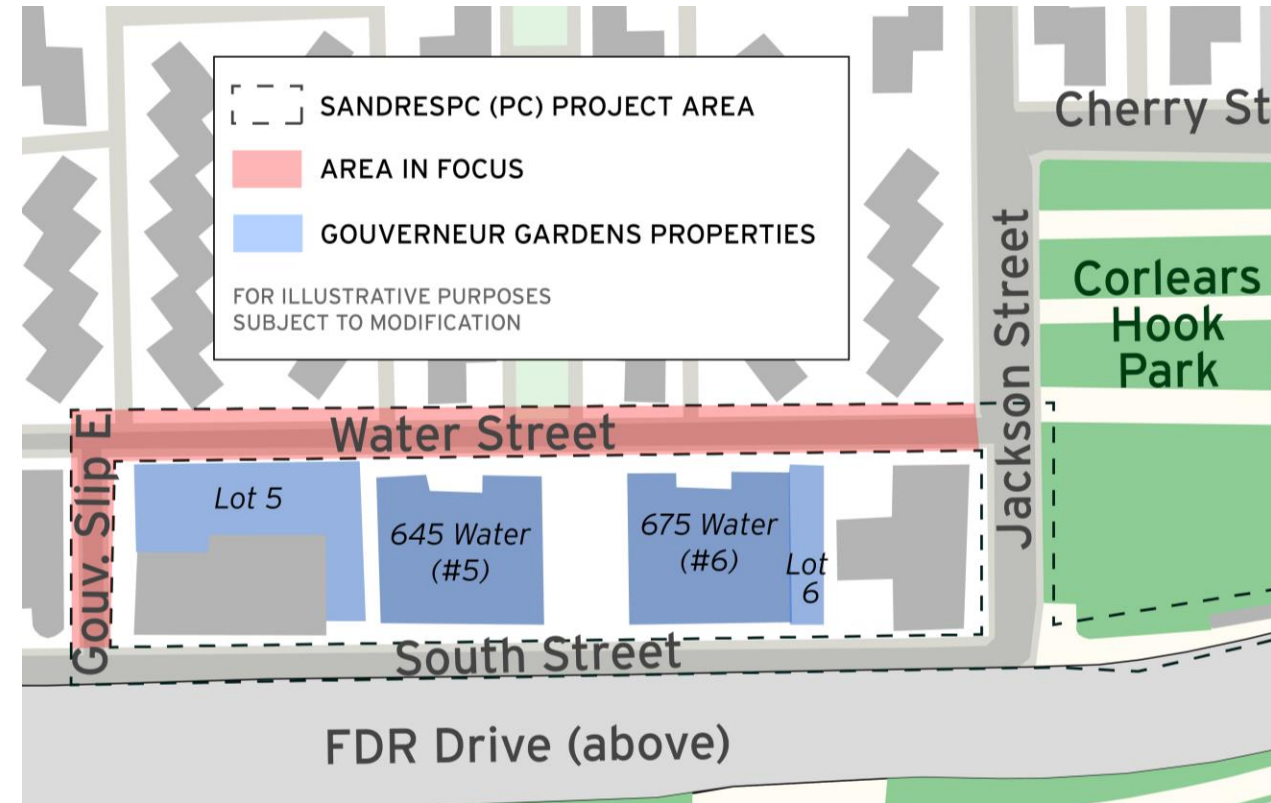 SANDRESPC (PC) PROJECT AREA
AREA IN FOCUS
GOUVERNEUR GARDENS PROPERTIES
FOR ILLUSTRATIVE PURPOSES
SUBJECT TO MODIFICATION
Cherry St
Corlears
Hook
Park
Jackson Street
Water Street
Gouv. Slip E
Lot 5
645 Water
(#5)
675 Water
(#6)
Lot
6
South Street
FDR Drive (above)